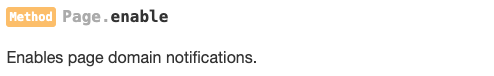 Method Page.enable
Enables page domain notifications.